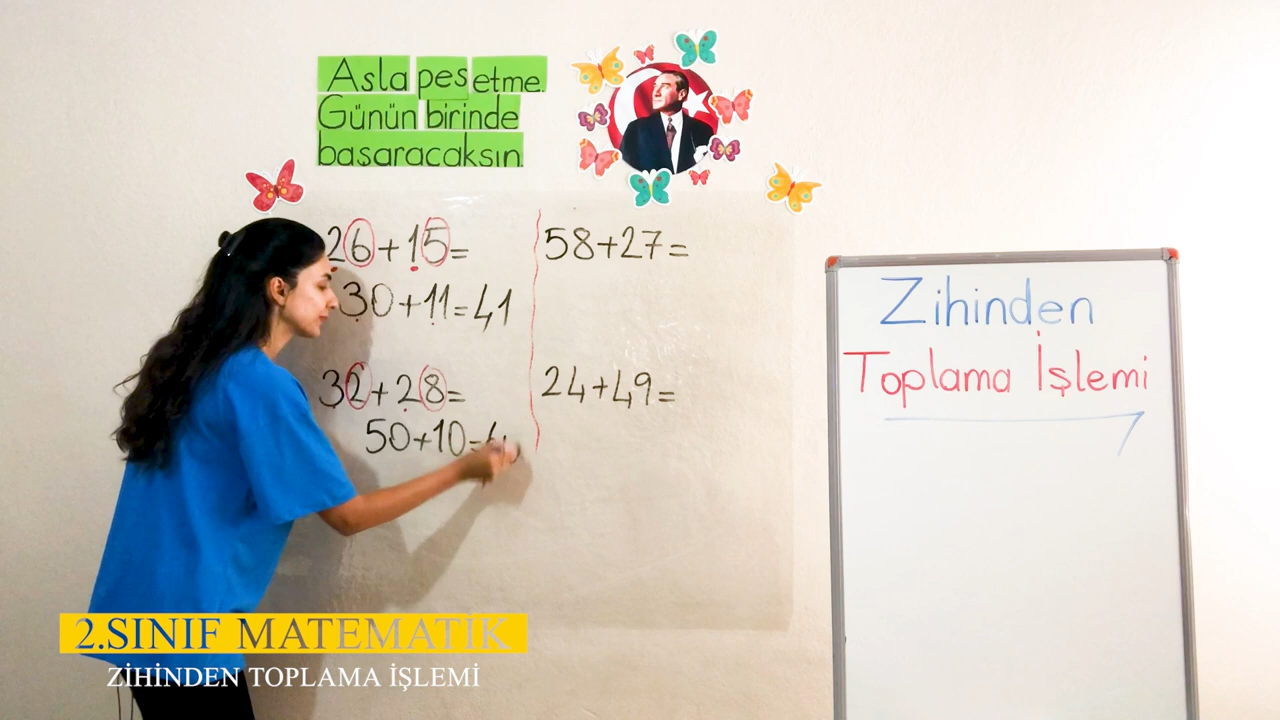 Asla pes etme.
Günün birinde
başaracaksın.
26+15=
30+11=41
32+28=
50+10=
58+27=
24+49=
Zihinden
Toplama İşlemi
2.SINIF MATEMATİK
ZİHİNDEN TOPLAMA İŞLEMİ